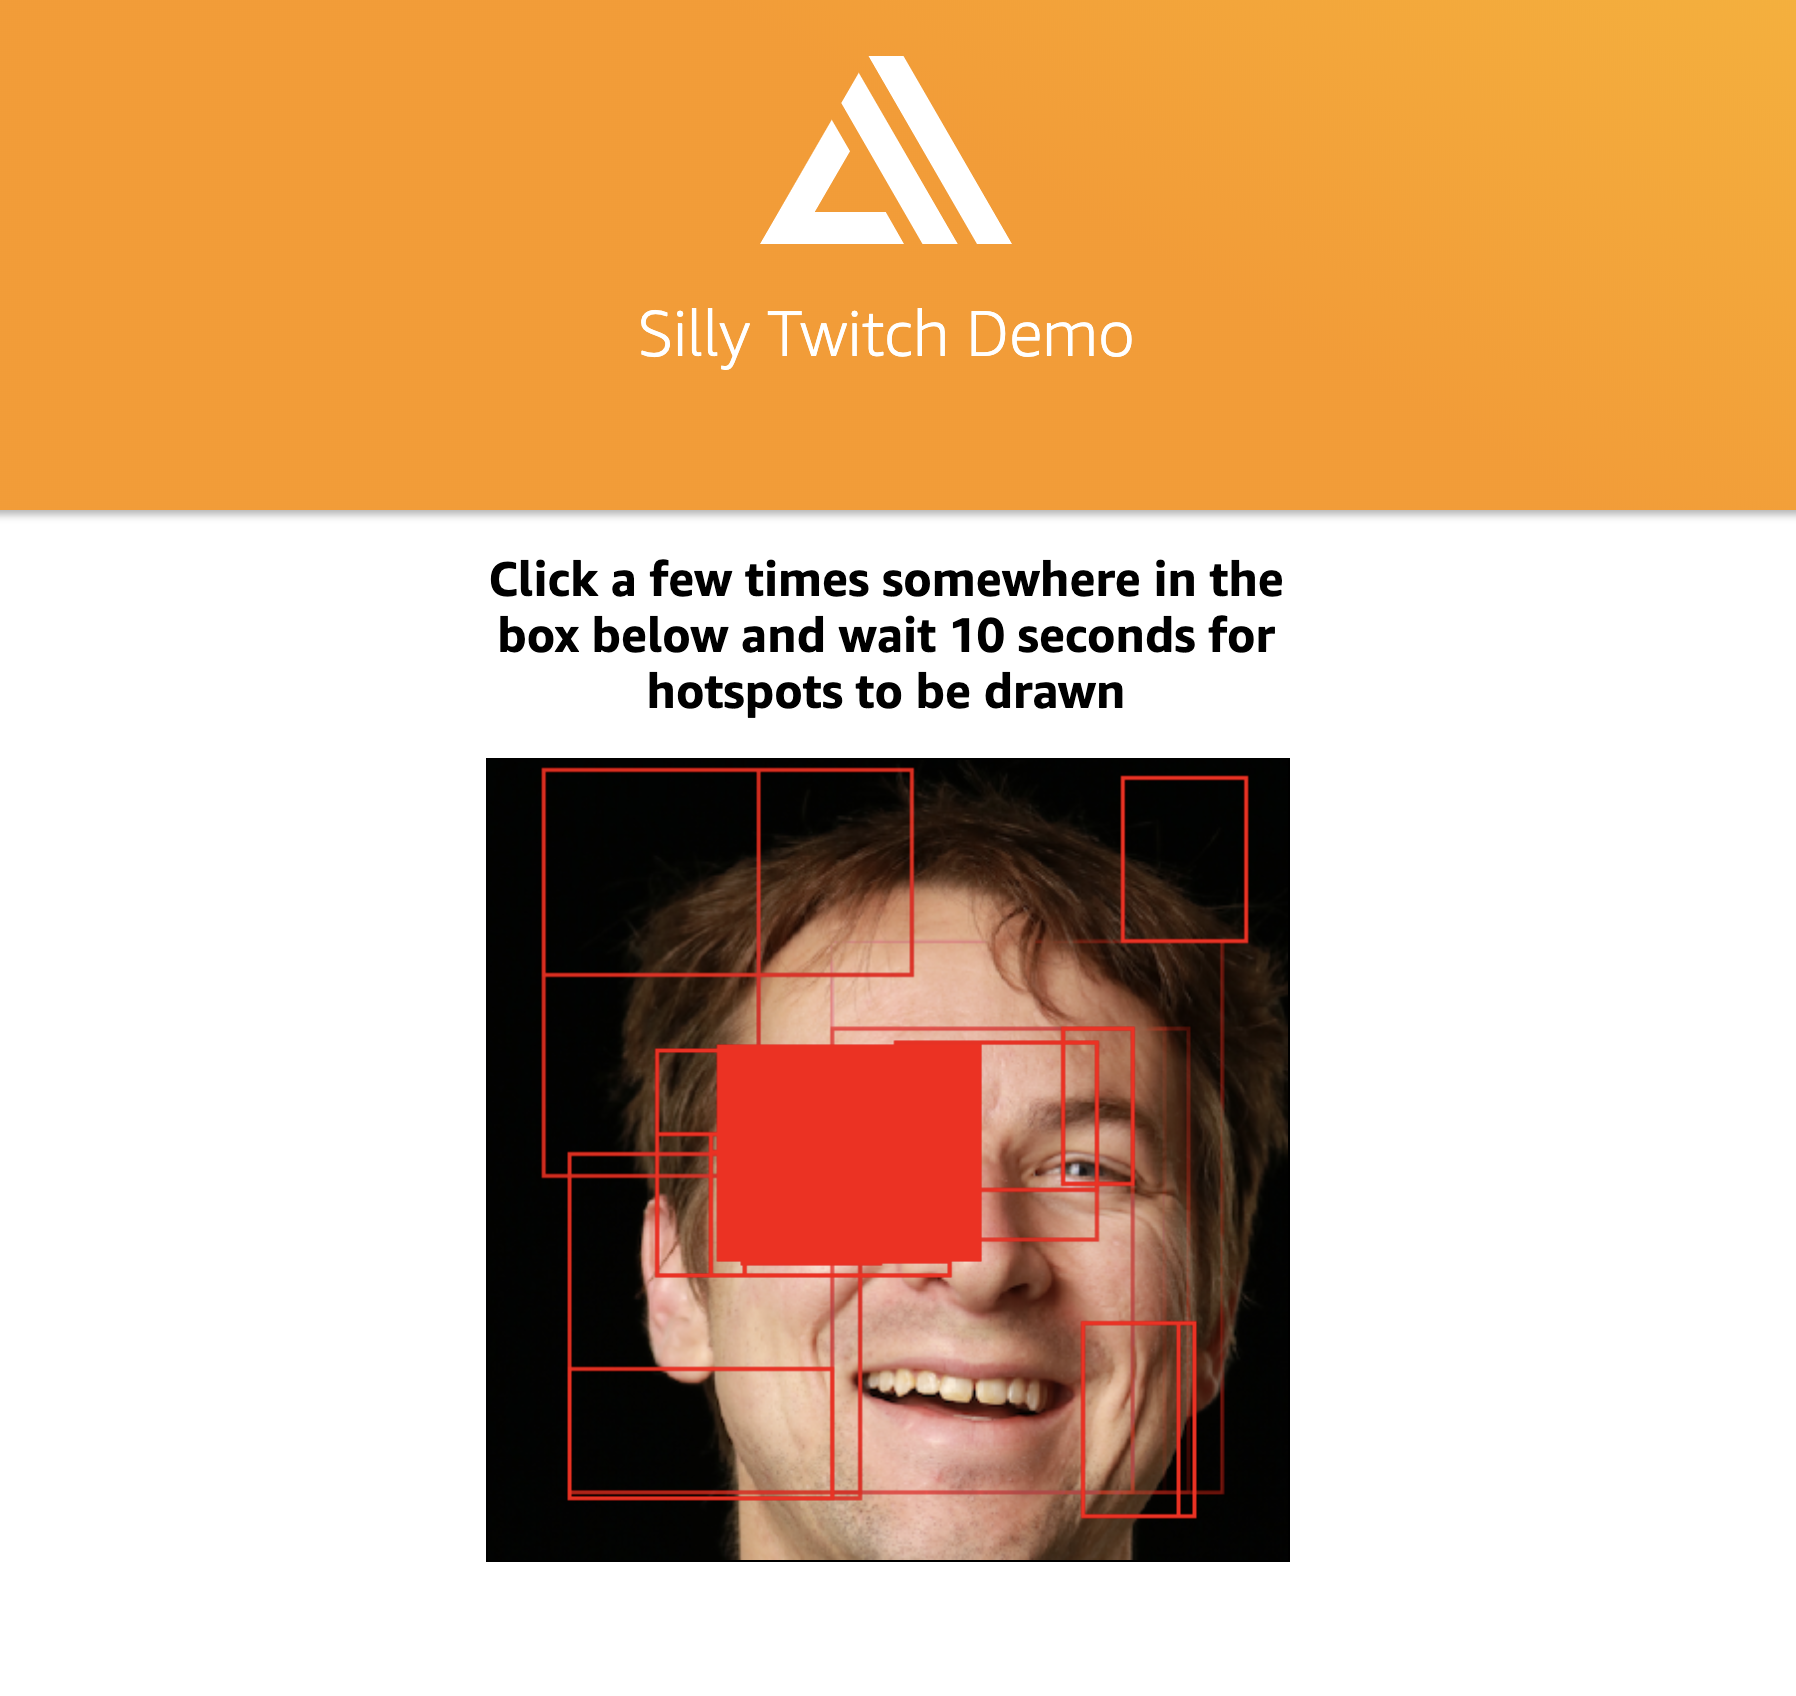 Silly Twitch Demo
Click a few times somewhere in the
box below and wait 10 seconds for
hotspots to be drawn